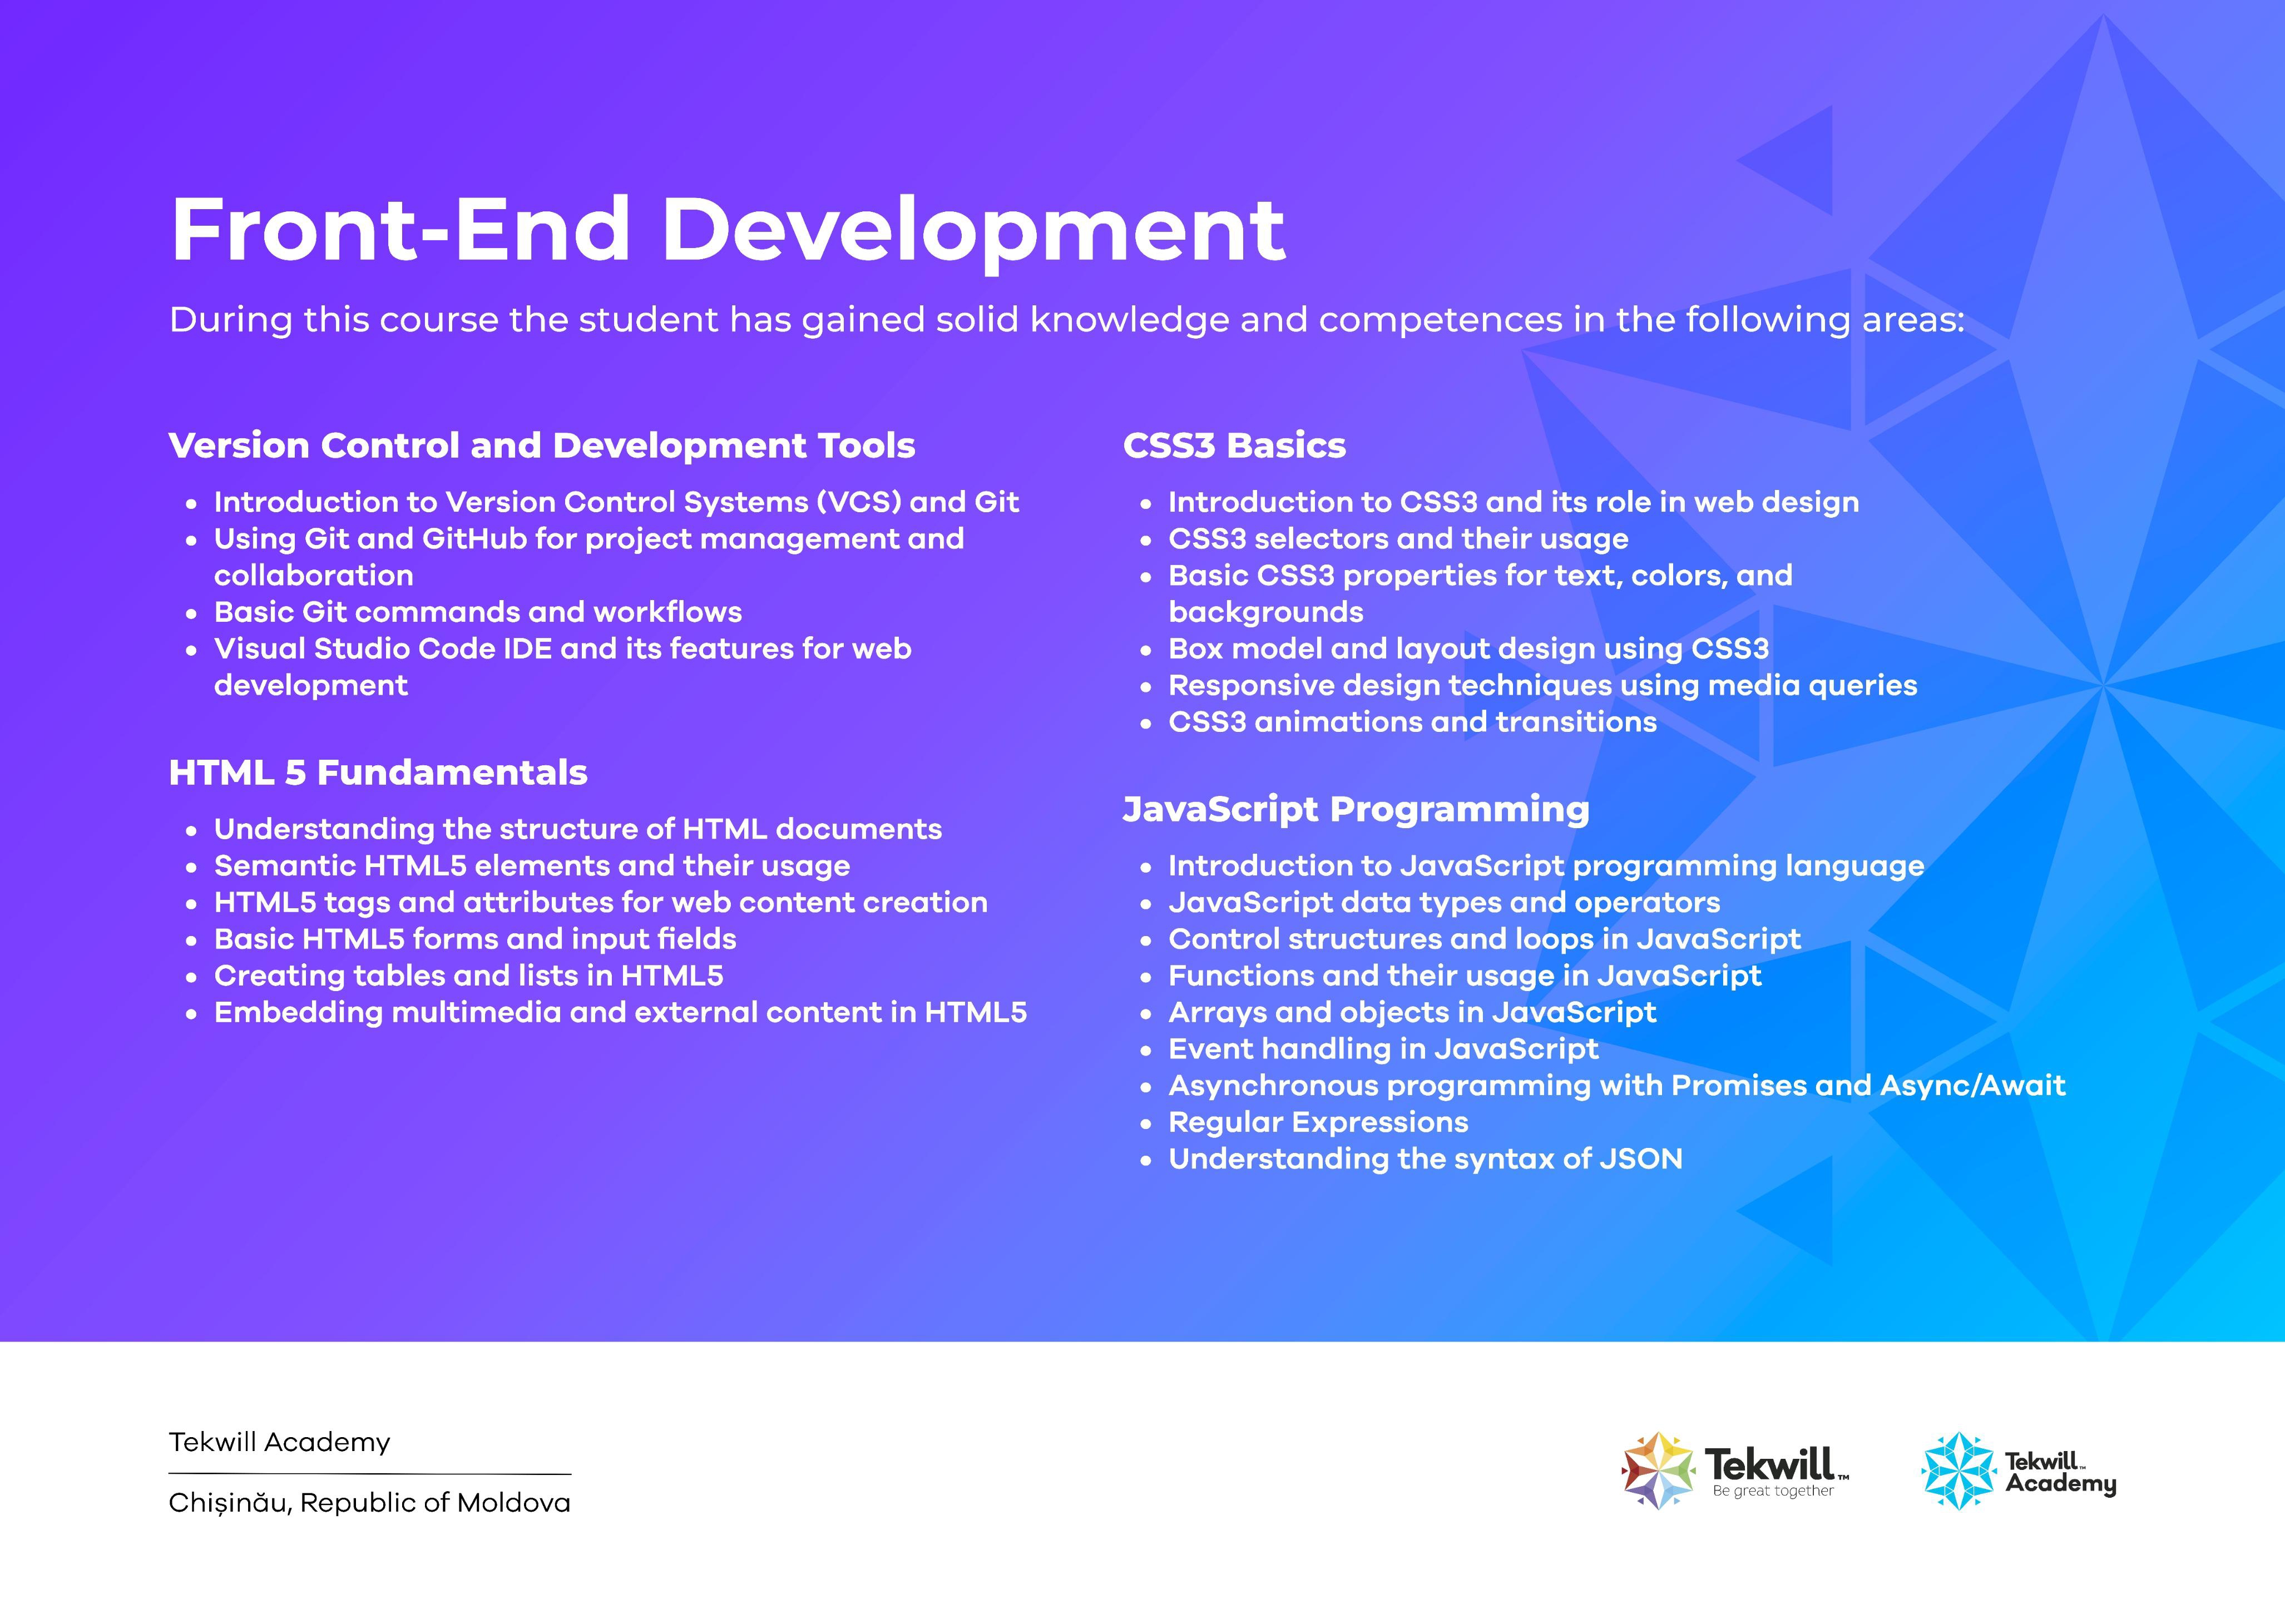 Front-End Development
During this course the student has gained solid knowledge and competences in the following areas:
Version Control and Development Tools
• Introduction to Version Control Systems (VCS) and Git
• Using Git and GitHub for project management and
collaboration
• Basic Git commands and workflows
• Visual Studio Code IDE and its features for web
development
HTML 5 Fundamentals
• Understanding the structure of HTML documents
• Semantic HTML5 elements and their usage
• HTML5 tags and attributes for web content creation
• Basic HTML5 forms and input fields
• Creating tables and lists in HTML5
• Embedding multimedia and external content in HTML5
CSS3 Basics
• Introduction to CSS3 and its role in web design
• CSS3 selectors and their usage
• Basic CSS3 properties for text, colors, and
backgrounds
• Box model and layout design using CSS3
• Responsive design techniques using media queries
• CSS3 animations and transitions
JavaScript Programming
• Introduction to JavaScript programming language
• JavaScript data types and operators
• Control structures and loops in JavaScript
• Functions and their usage in JavaScript
• Arrays and objects in JavaScript
• Event handling in JavaScript
• Asynchronous programming with Promises and Async/Await
• Regular Expressions
• Understanding the syntax of JSON
Tekwill Academy
Chișinău, Republic of Moldova
Tekwill™
Be great together
Tekwill™
Academy